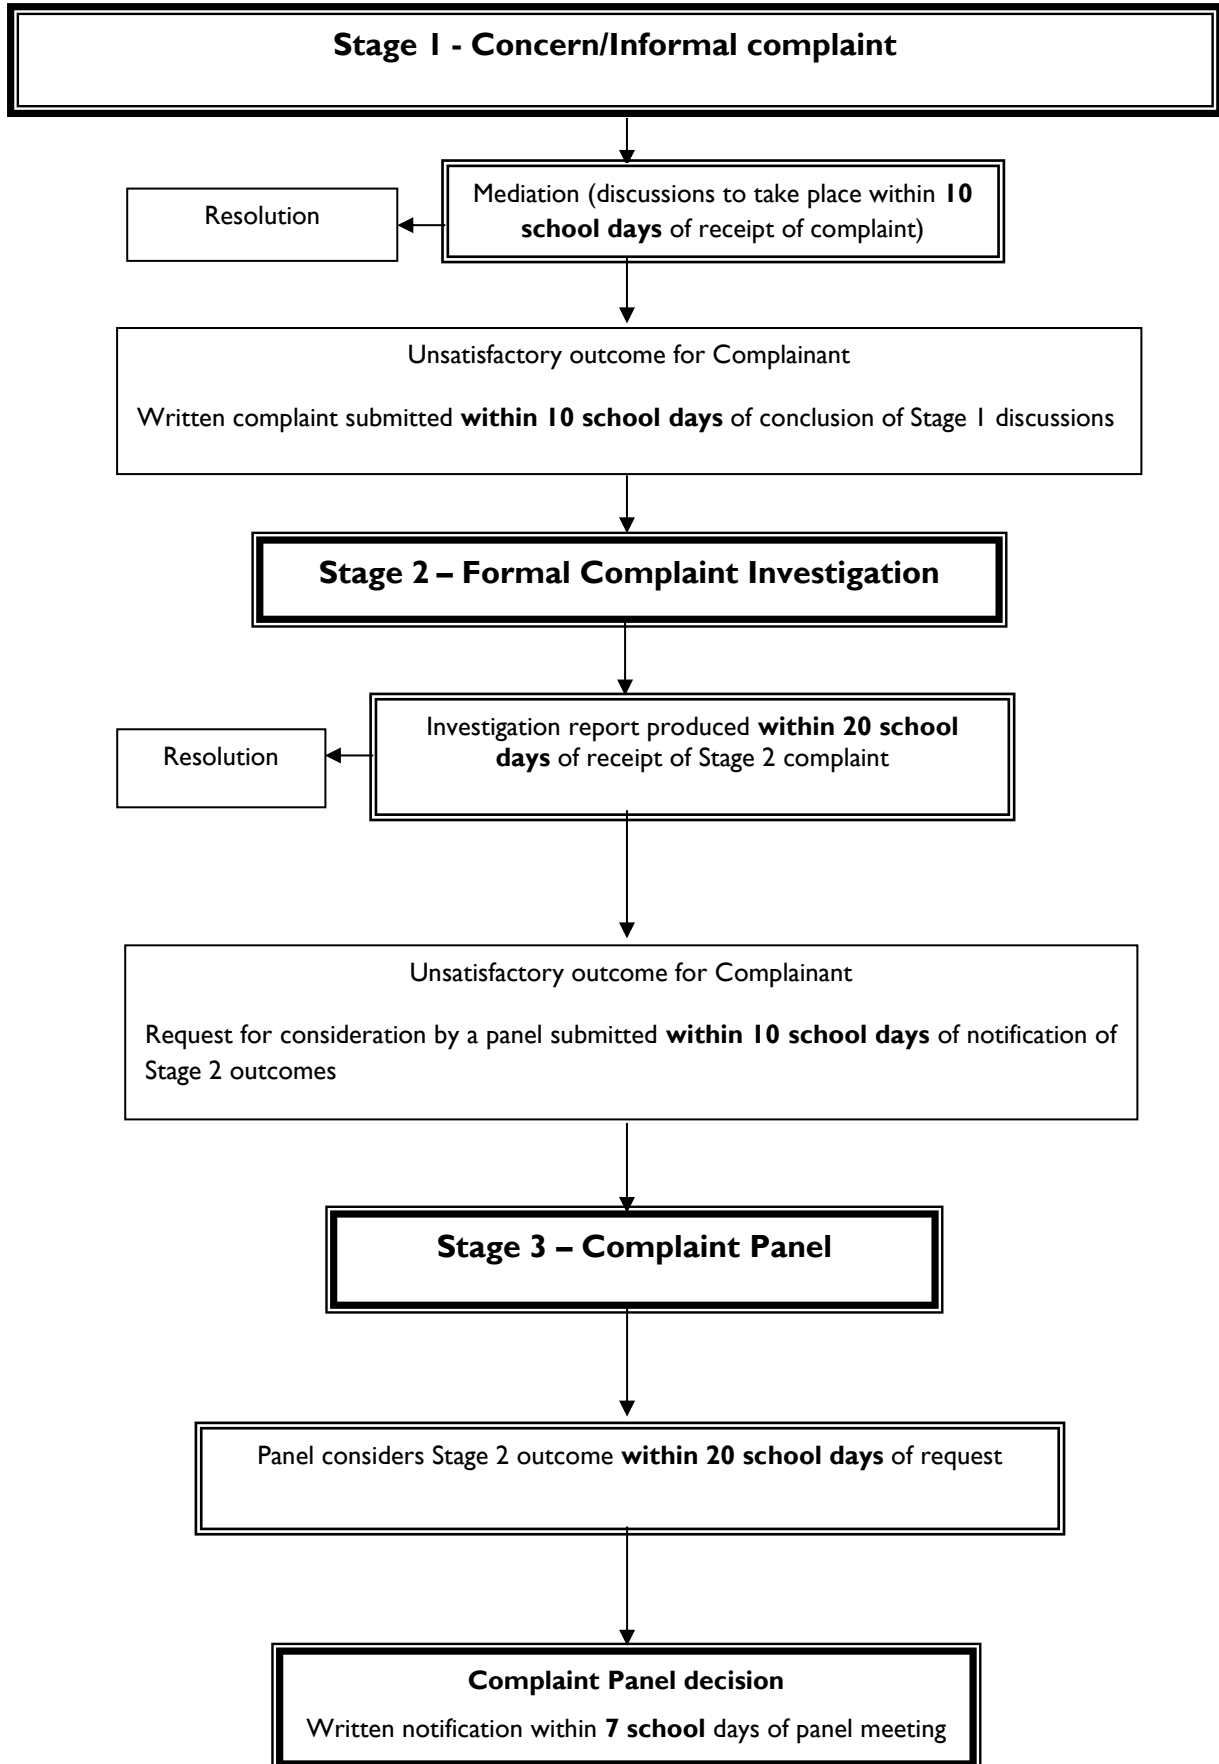 Stage 1 - Concern/Informal complaint
Mediation (discussions to take place within 10
school days of receipt of complaint)
Resolution
Unsatisfactory outcome for Complainant
Written complaint submitted within 10 school days of conclusion of Stage 1 discussions
Stage 2 – Formal Complaint Investigation
Investigation report produced within 20 school
days of receipt of Stage 2 complaint
Resolution
Unsatisfactory outcome for Complainant
Request for consideration by a panel submitted within 10 school days of notification of
Stage 2 outcomes
Stage 3 – Complaint Panel
Panel considers Stage 2 outcome within 20 school days of request
Complaint Panel decision
Written notification within 7 school days of panel meeting